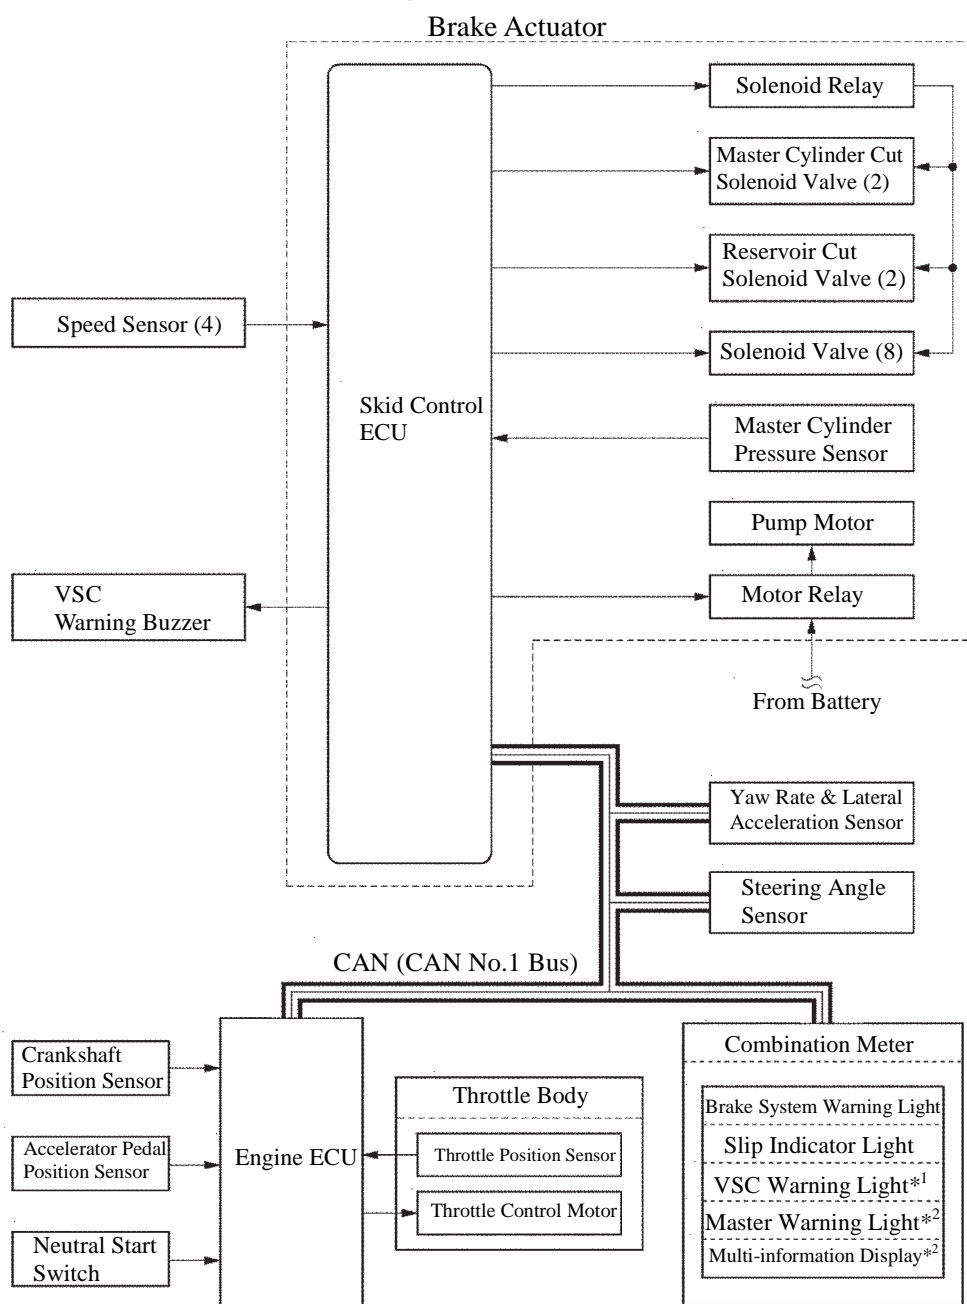 Brake Actuator
Solenoid Relay
Master Cylinder Cut
Solenoid Valve (2)
Reservoir Cut
Solenoid Valve (2)
Speed Sensor (4)
Solenoid Valve (8)
Skid Control
ECU
Master Cylinder
Pressure Sensor
Pump Motor
VSC
Warning Buzzer
Motor Relay
From Battery
Yaw Rate & Lateral
Acceleration Sensor
Steering Angle
Sensor
CAN (CAN No.1 Bus)
Crankshaft
Position Sensor
Accelerator Pedal
Position Sensor
Neutral Start
Switch
Engine ECU
Throttle Body
Throttle Position Sensor
Throttle Control Motor
Combination Meter
Brake System Warning Light
Slip Indicator Light
VSC Warning Light*1
Master Warning Light*2
Multi-information Display*2